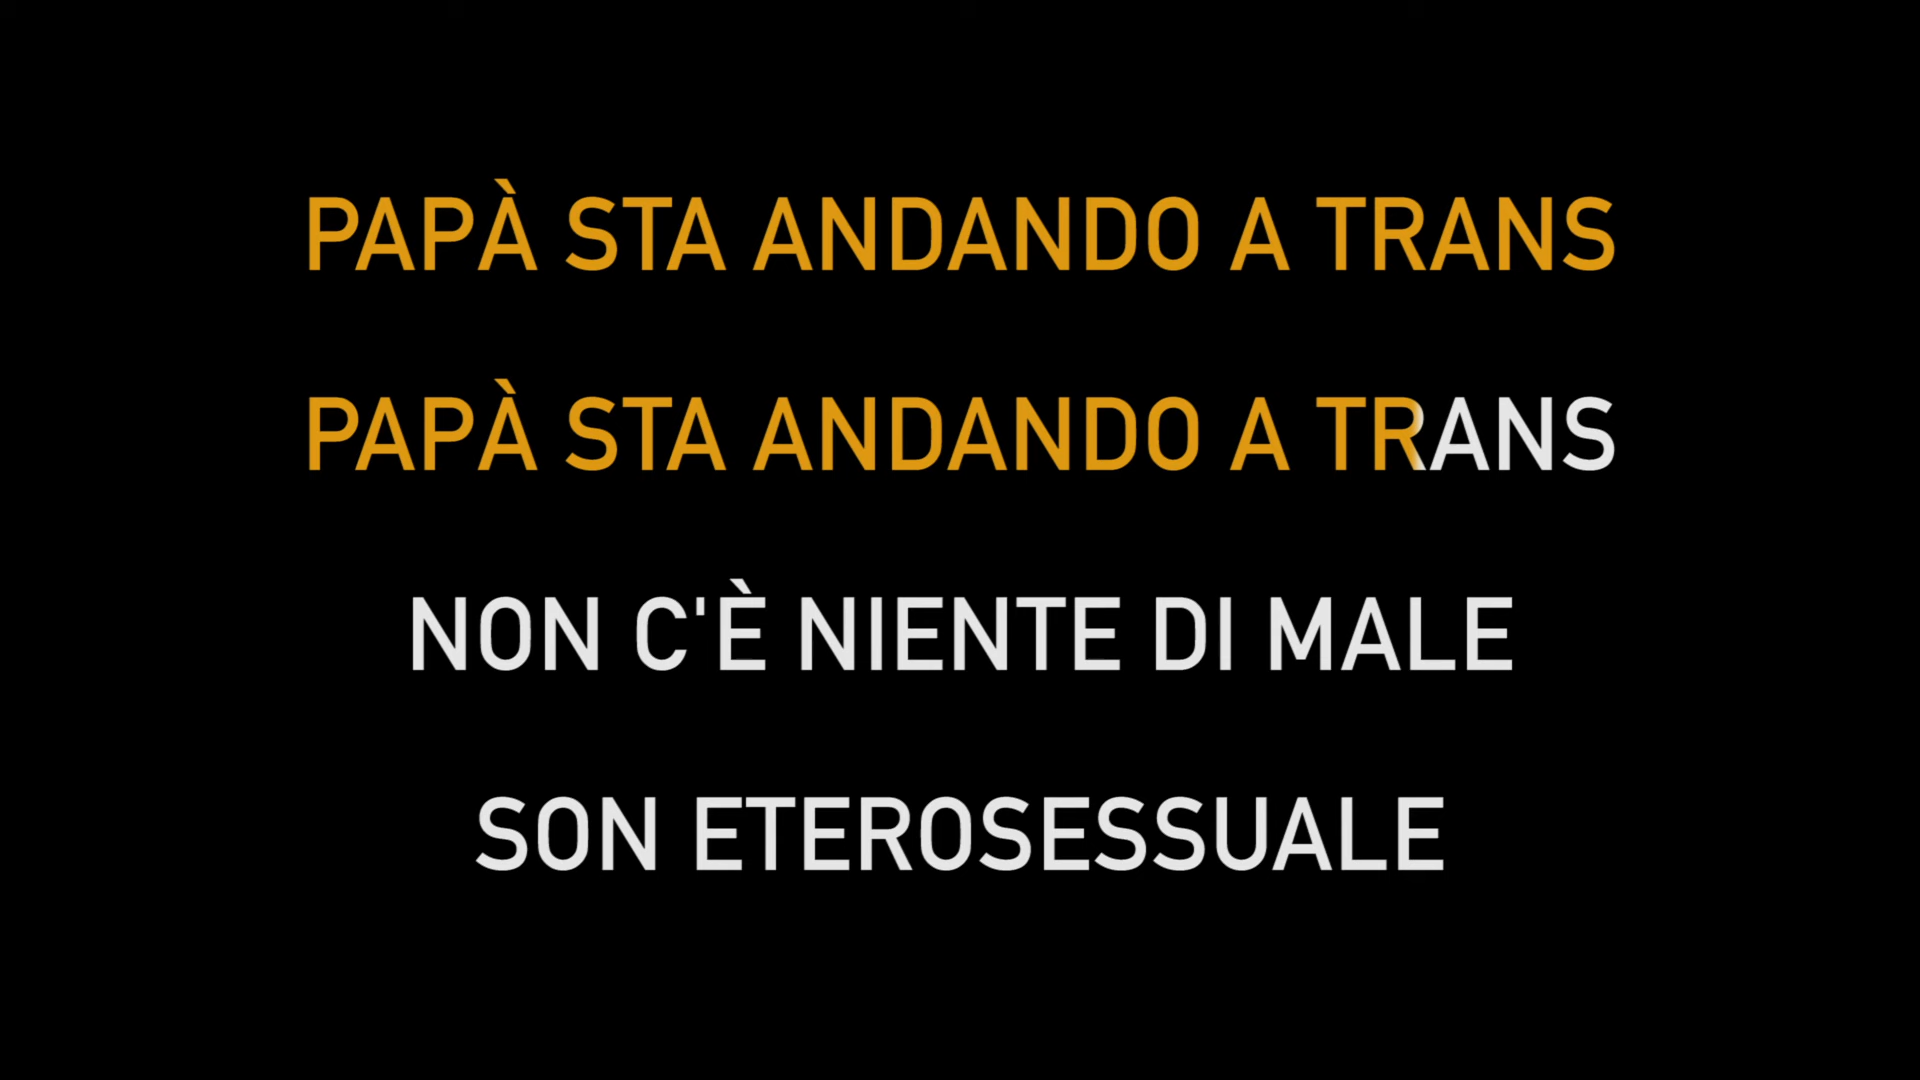 PAPÀ STA ANDANDO A TRANS
PAPÀ STA ANDANDO A TRANS
NON C'È NIENTE DI MALE
SON ETEROSESSUALE